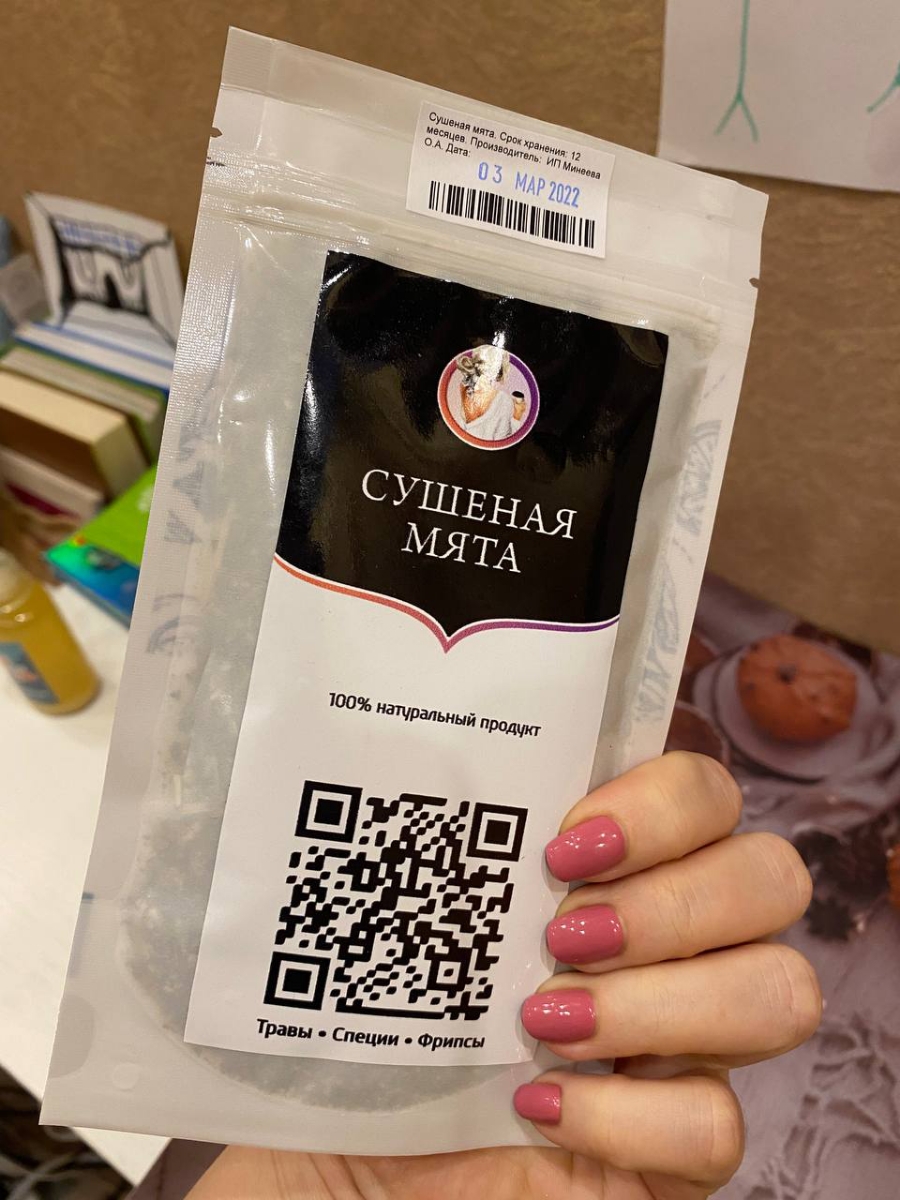 Сушеная мята. Срок хранения: 12
месяцев. Производитель: ИП Минеева
О.А. Дата:
03 МАР 2022
СУШЕНАЯ
МЯТА
100% натуральный продукт
Травы • Специи • Фрипсы